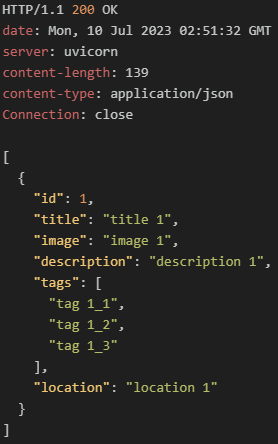 HTTP/1.1 200 OK
date: Mon, 10 Jul 2023 02:51:32 GMT
server: uvicorn
content-length: 139
content-type: application/json
Connection: close

[
  {
    "id": 1,
    "title": "title 1",
    "image": "image 1",
    "description": "description 1",
    "tags": [
      "tag 1_1",
      "tag 1_2",
      "tag 1_3"
    ],
    "location": "location 1"
  }
]